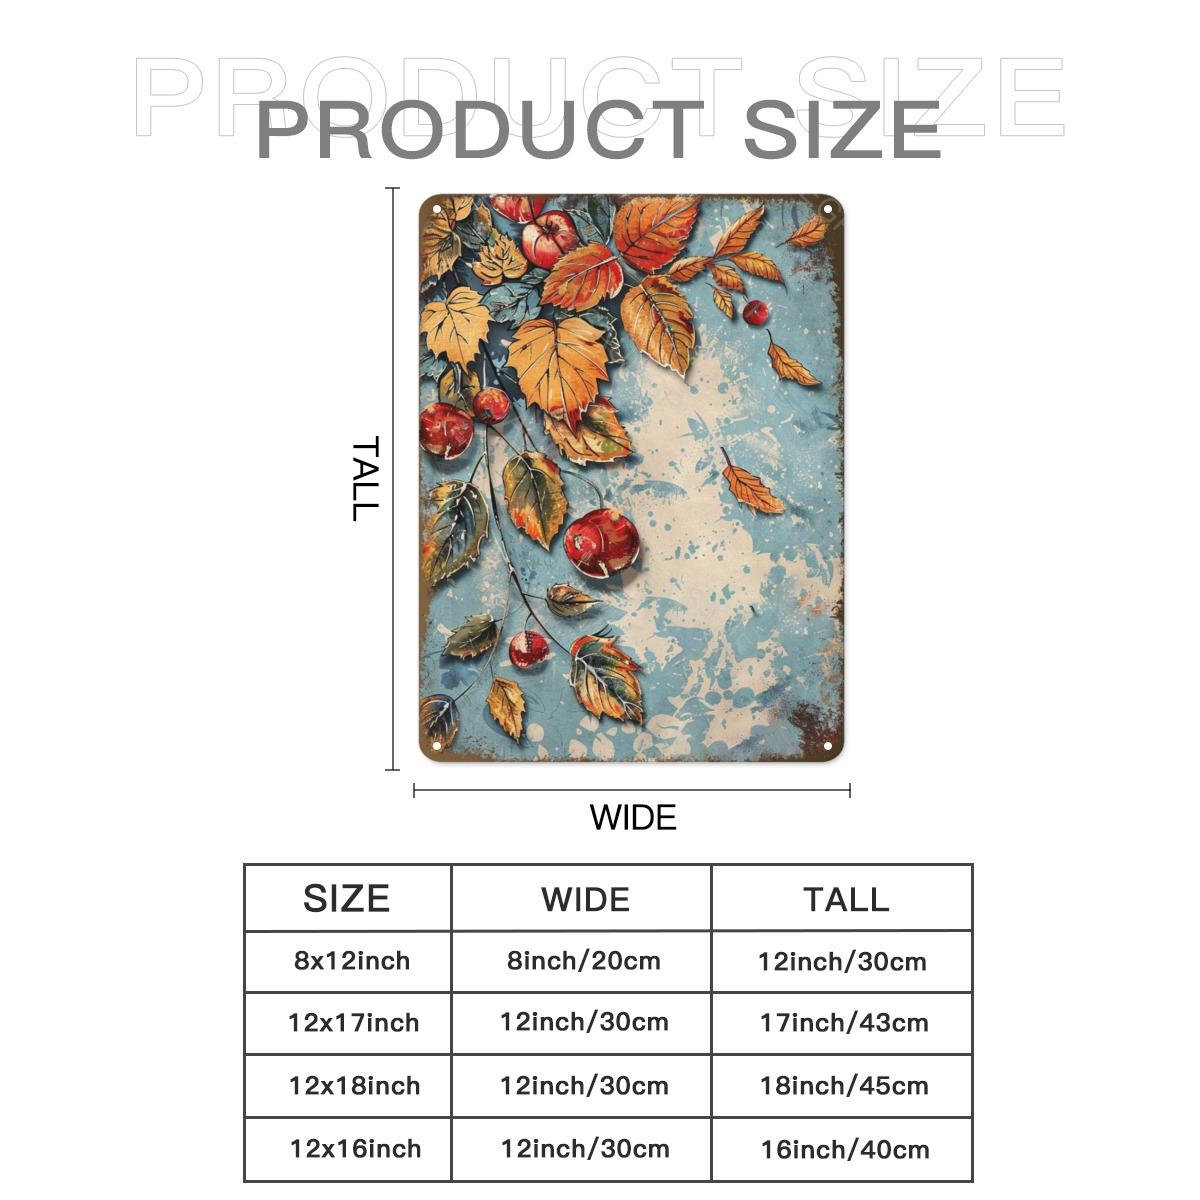 PRODUCT SIZE
PRODUCT SIZE
TALL
WIDE
SIZE WIDE TALL
8x12inch 8inch/20cm 12inch/30cm
12x17inch 12inch/30cm 17inch/43cm
12x18inch 12inch/30cm 18inch/45cm
12x16inch 12inch/30cm 16inch/40cm